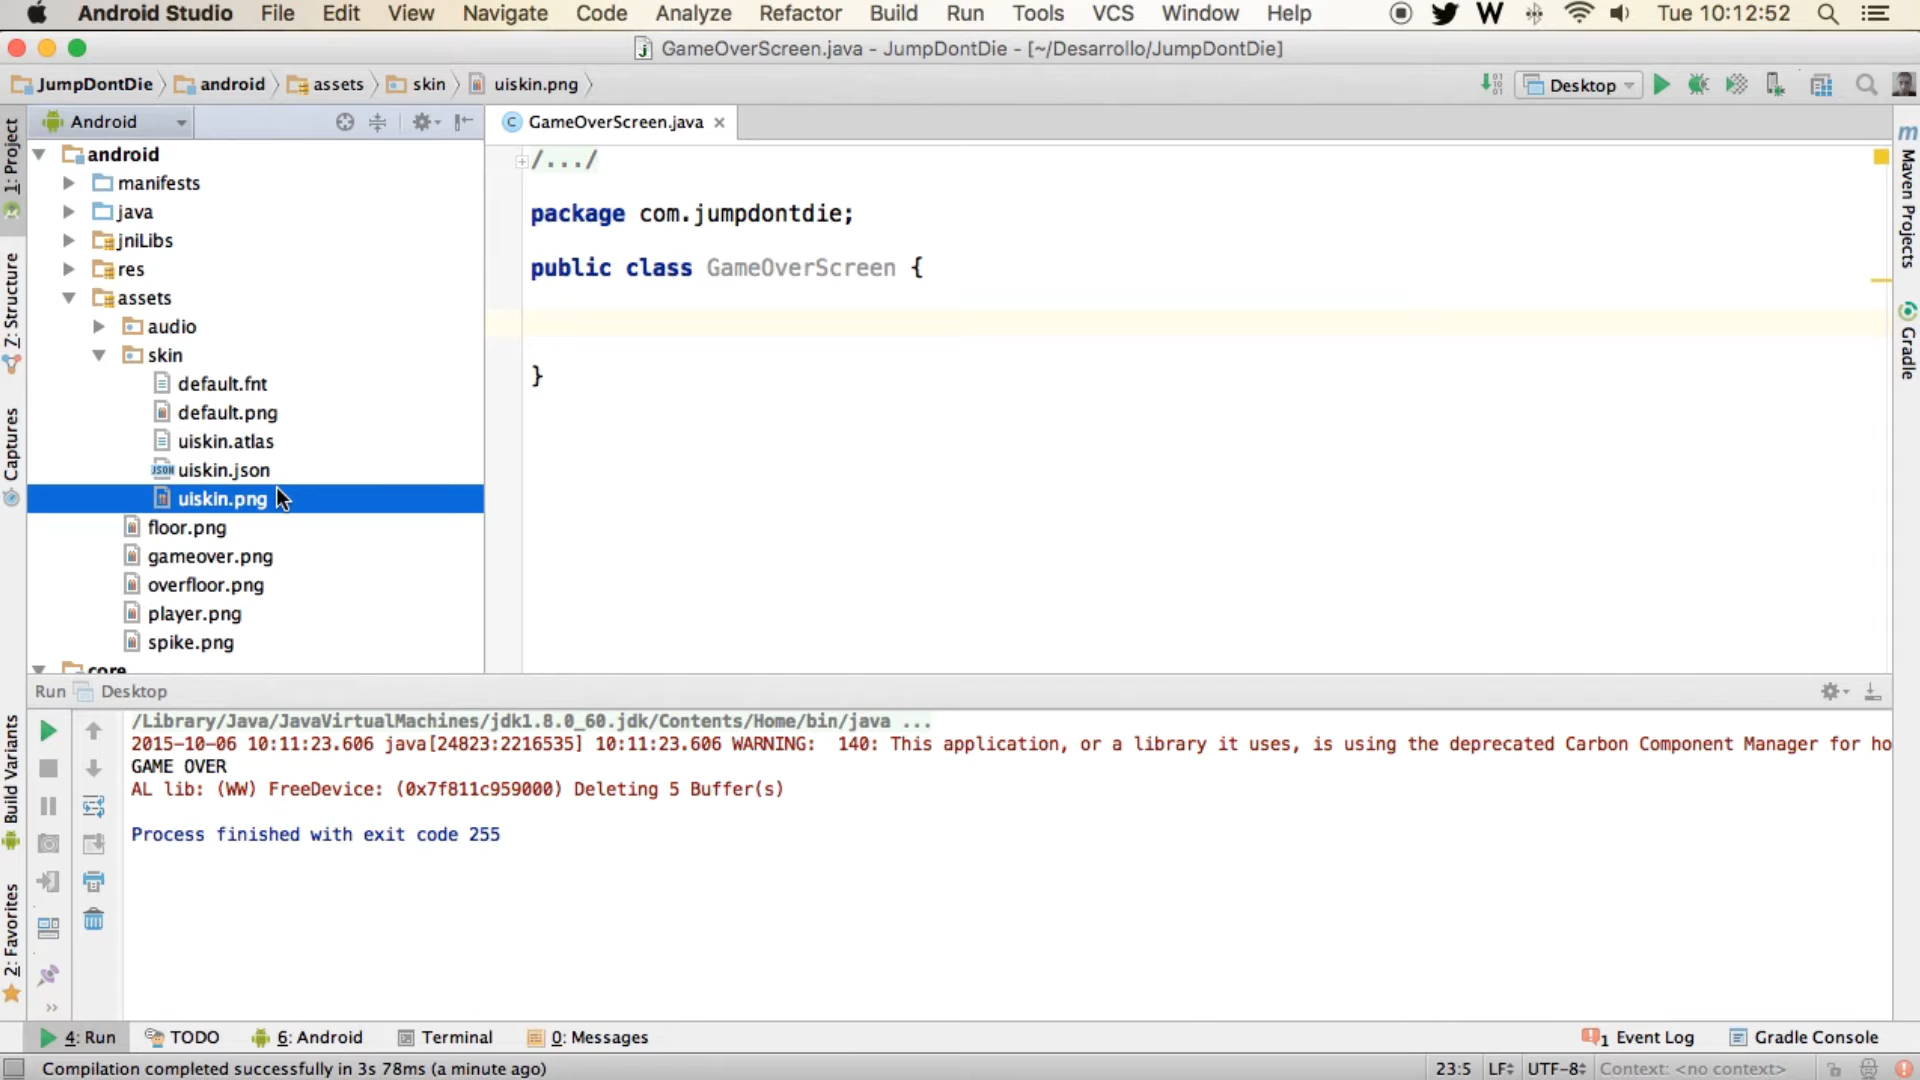 Android Studio File Edit View Navigate Code Analyze Refactor Build Run Tools VCS Window Help W Tue 10:12:52
GameOverScreen.java - JumpDontDie - [~/Desarrollo/JumpDontDie]
JumpDontDie android assets skin uiskin.png Desktop
Android GameOverScreen.java
android
manifests
java
jniLibs
res
assets
audio
skin
default.fnt
default.png
uiskin.atlas
JSON uiskin.json
uiskin.png
floor.png
gameover.png
overfloor.png
player.png
spike.png
core
/.../
package com.jumpdontdie;
public class GameOverScreen {
}
1: Project
7: Structure
Captures
Build Variants
2: Favorites
Maven Projects
Gradle
Run Desktop
/Library/Java/JavaVirtualMachines/jdk1.8.0_60.jdk/Contents/Home/bin/java ...
2015-10-06 10:11:23.606 java[24823:2216535] 10:11:23.606 WARNING:  140: This application, or a library it uses, is using the deprecated Carbon Component Manager for ho
GAME OVER
AL lib: (WW) FreeDevice: (0x7f811c959000) Deleting 5 Buffer(s)
Process finished with exit code 255
4: Run TODO 6: Android Terminal 0: Messages 1 Event Log Gradle Console
Compilation completed successfully in 3s 78ms (a minute ago) 23:5 LF UTF-8 Context: <no context>